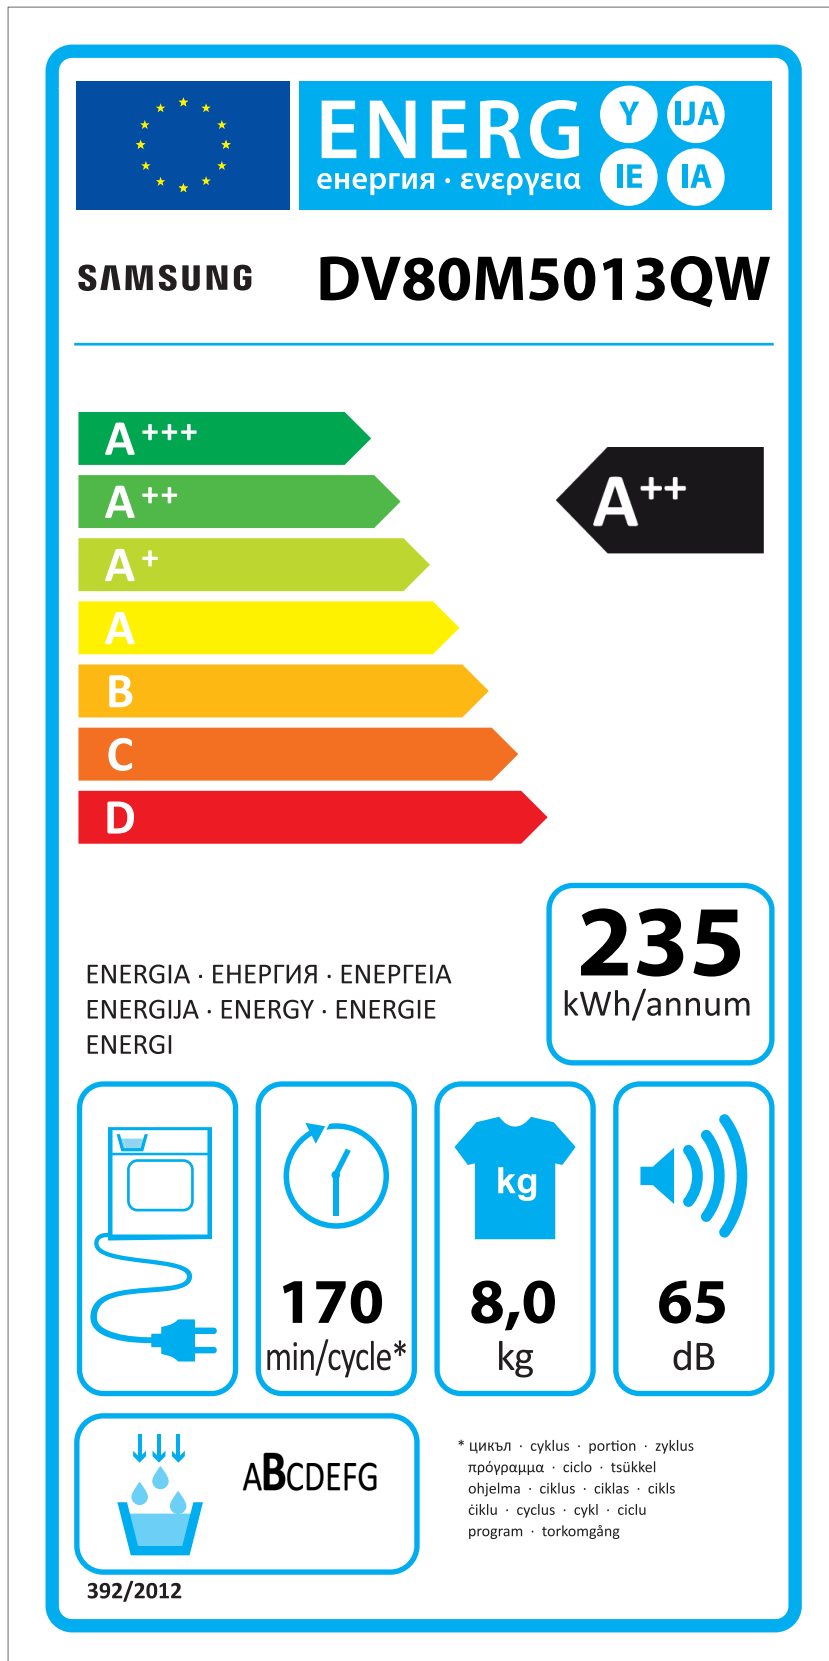 ENERG Y IJA
енергия · ενεργεια IE IA
SAMSUNG DV80M5013QW
A+++
A++
A++
A+
A
B
C
D
235
kWh/annum
ENERGIA · ЕНЕРГИЯ · ΕΝΕΡΓΕΙΑ
ENERGIJA · ENERGY · ENERGIE
ENERGI
kg
170
min/cycle*
8,0
kg
65
dB
ABCDEFG
* цикъл · cyklus · portion · zyklus
πρόγραμμα · ciclo · tsükkel
ohjelma · ciklus · ciklas · cikls
ċiklu · cyclus · cykl · ciclu
program · torkomgång
392/2012